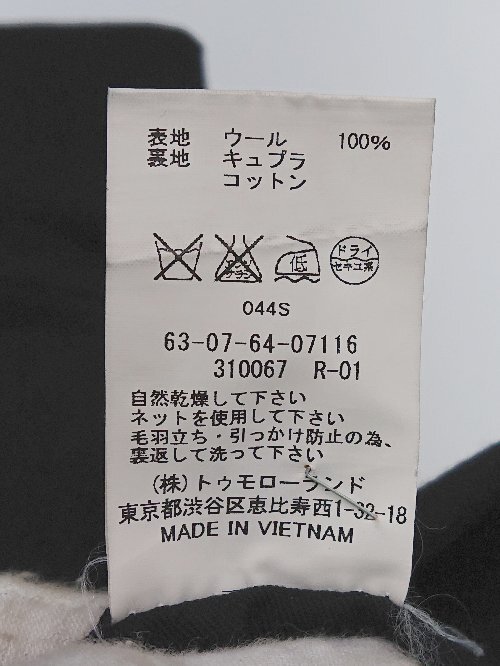 表地 ウール 100%
裏地 キュプラ
コットン
低
ドライ
セキユ系
044S
63-07-64-07116
310067 R-01
自然乾燥して下さい
ネットを使用して下さい
毛羽立ち・引っかけ防止の為、
裏返して洗って下さい
(株)トゥモローランド
東京都渋谷区恵比寿西1-32-18
MADE IN VIETNAM